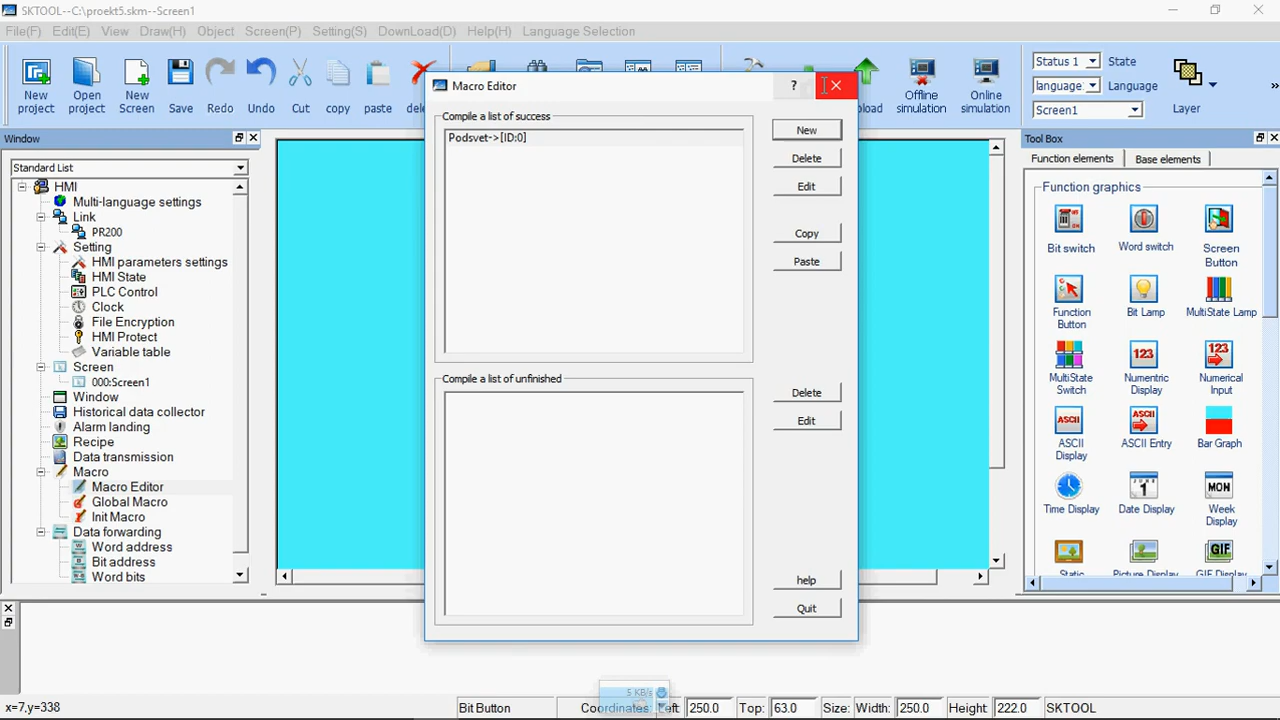 SKTOOL--C:\proekt5.skm--Screen1
File(F) Edit(E) View Draw(H) Object Screen(P) Setting(S) DownLoad(D) Help(H) Language Selection
New project
Open project
New Screen
Save
Redo
Undo
Cut
copy
paste
Offline simulation
Online simulation
Status 1 State
language Language
Screen1
Layer
Window
Standard List
HMI
Multi-language settings
Link
PR200
Setting
HMI parameters settings
HMI State
PLC Control
Clock
File Encryption
HMI Protect
Variable table
Screen
000:Screen1
Window
Historical data collector
Alarm landing
Recipe
Data transmission
Macro
Macro Editor
Global Macro
Init Macro
Data forwarding
Word address
Bit address
Word bits
Macro Editor
?
Compile a list of success
Podsvet->[ID:0]
New
Delete
Edit
Copy
Paste
Compile a list of unfinished
Delete
Edit
help
Quit
Tool Box
Function elements Base elements
Function graphics
Bit switch
Word switch
Screen Button
Function Button
Bit Lamp
MultiState Lamp
MultiState Switch
123
Numeric Display
123
Numerical Input
ASCII
ASCII Display
ASCII
ASCII Entry
Bar Graph
Time Display
1
Date Display
MON
Week Display
Static
Picture Display
GIF
GIF Display
5 KB/s
x=7,y=338
Bit Button
Coordinates: Left 250.0 Top: 63.0 Size: Width: 250.0 Height: 222.0 SKTOOL